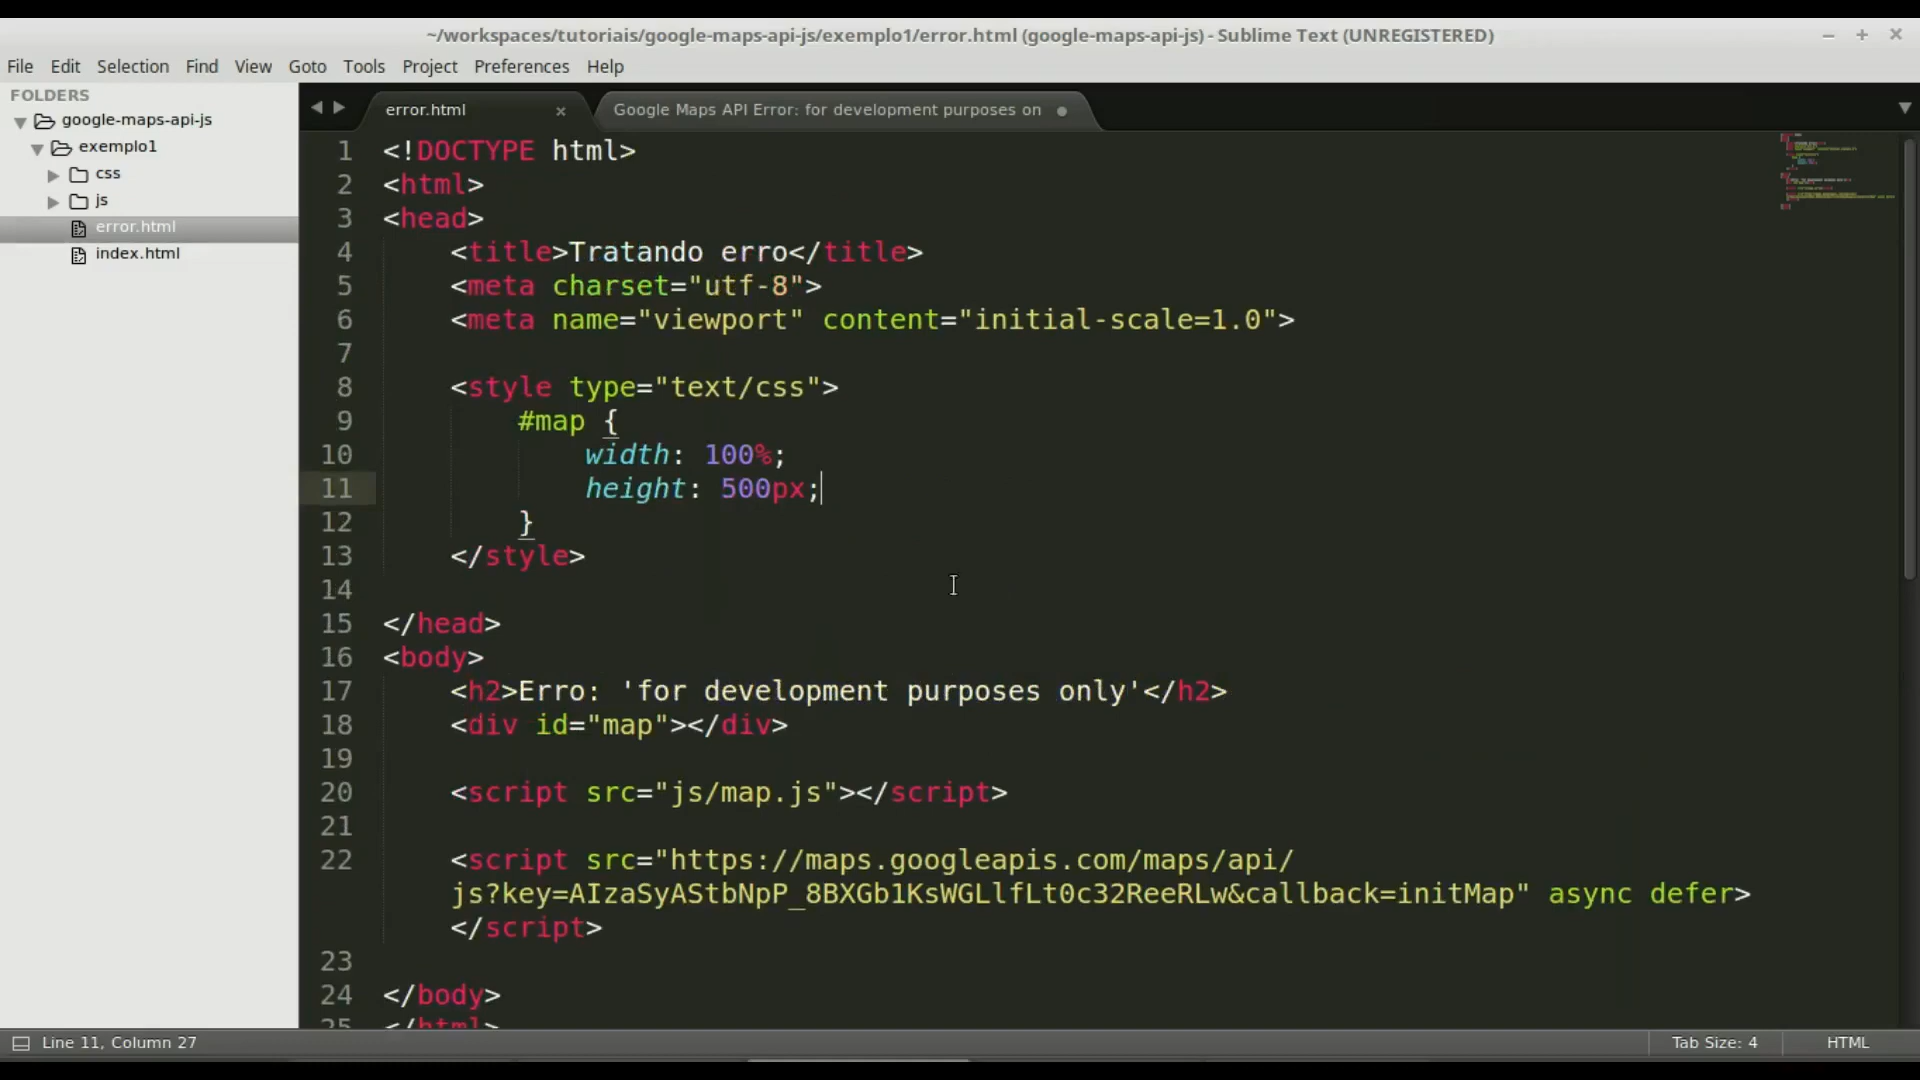 ~/workspaces/tutoriais/google-maps-api-js/exemplo1/error.html (google-maps-api-js) - Sublime Text (UNREGISTERED)
File Edit Selection Find View Goto Tools Project Preferences Help
FOLDERS
google-maps-api-js
exemplo1
css
js
error.html
index.html
error.html
Google Maps API Error: for development purposes on
1 <!DOCTYPE html>
2 <html>
3 <head>
4 <title>Tratando erro</title>
5 <meta charset="utf-8">
6 <meta name="viewport" content="initial-scale=1.0">
7
8 <style type="text/css">
9 #map {
10 width: 100%;
11 height: 500px;
12 }
13 </style>
14
15 </head>
16 <body>
17 <h2>Erro: 'for development purposes only'</h2>
18 <div id="map"></div>
19
20 <script src="js/map.js"></script>
21
22 <script src="https://maps.googleapis.com/maps/api/
js?key=AIzaSyAStbNpP_8BXGb1KsWGLlfLt0c32ReeRLw&callback=initMap" async defer>
</script>
23
24 </body>
25 </html>
Line 11, Column 27
Tab Size: 4
HTML